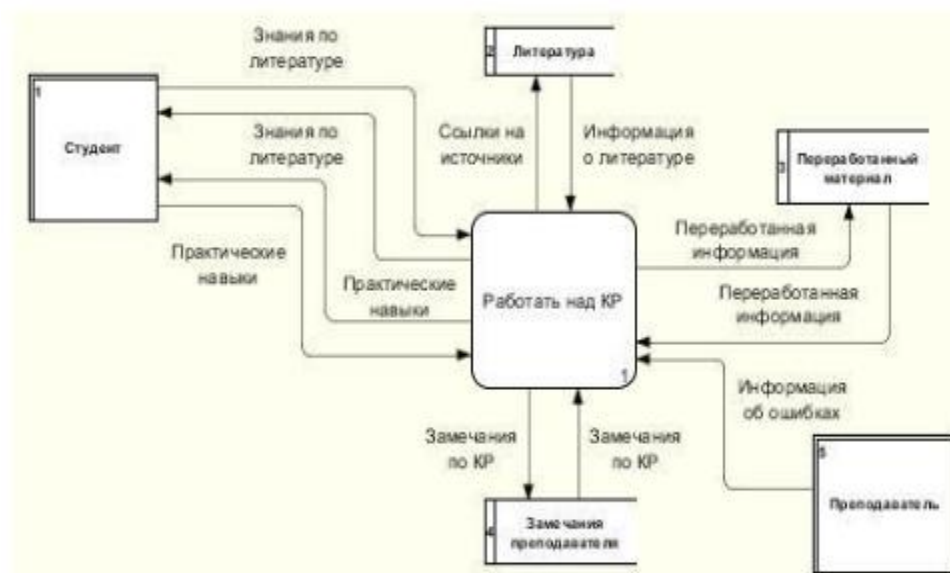 Знания по
литературе
2
Литература
1
Студент
Знания по
литературе
Ссылки на
источники
Информация
о литературе
3
Переработанный
материал
Практические
навыки
Практические
навыки
Работать над КР
1
Переработанная
информация
Переработанная
информация
Информация
об ошибках
Замечания
по КР
Замечания
по КР
5
Преподаватель
4
Замечания
преподавателя